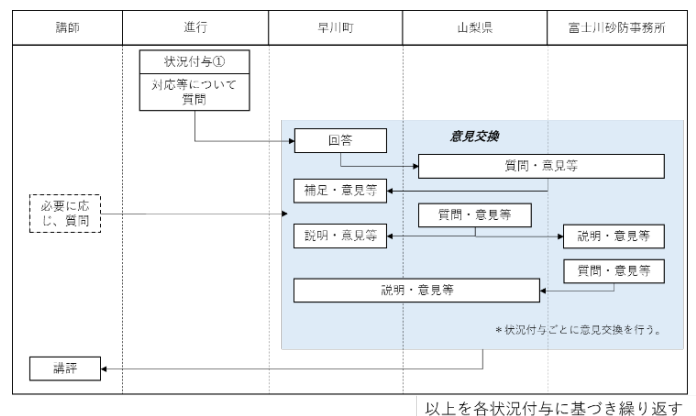 講師
進行
早川町
山梨県
富士川砂防事務所
状況付与①
対応等について
質問
回答
意見交換
質問・意見等
補足・意見等
必要に応
じ、質問
質問・意見等
説明・意見等
説明・意見等
質問・意見等
説明・意見等
＊状況付与ごとに意見交換を行う。
講評
以上を各状況付与に基づき繰り返す